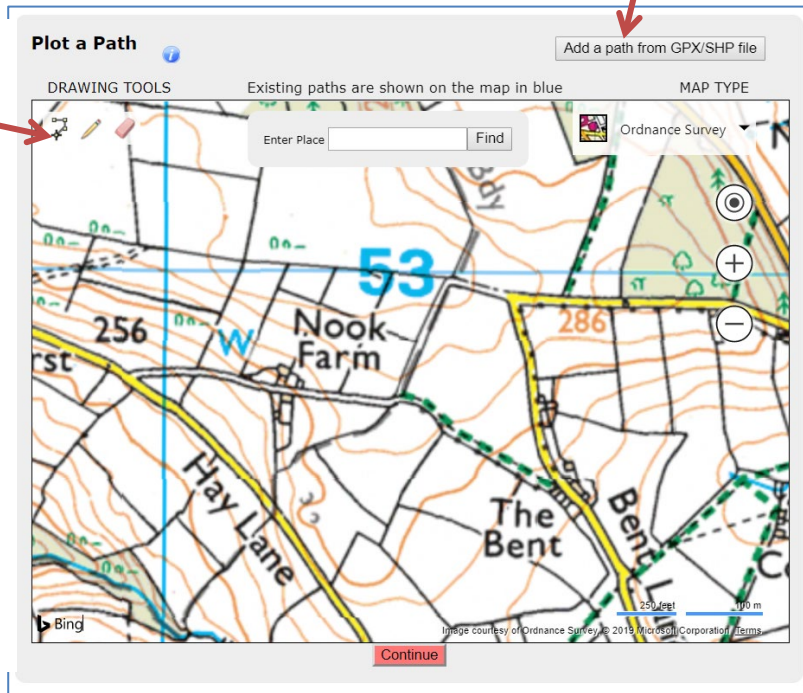 Plot a Path
Add a path from GPX/SHP file
DRAWING TOOLS
Existing paths are shown on the map in blue
MAP TYPE
Enter Place
Find
Ordnance Survey
Bdy
53
256
W
Nook
Farm
286
rst
Hay Lane
The
Bent
Bent
250 feet
100 m
Bing
Image courtesy of Ordnance Survey, © 2019 Microsoft Corporation Terms
Continue